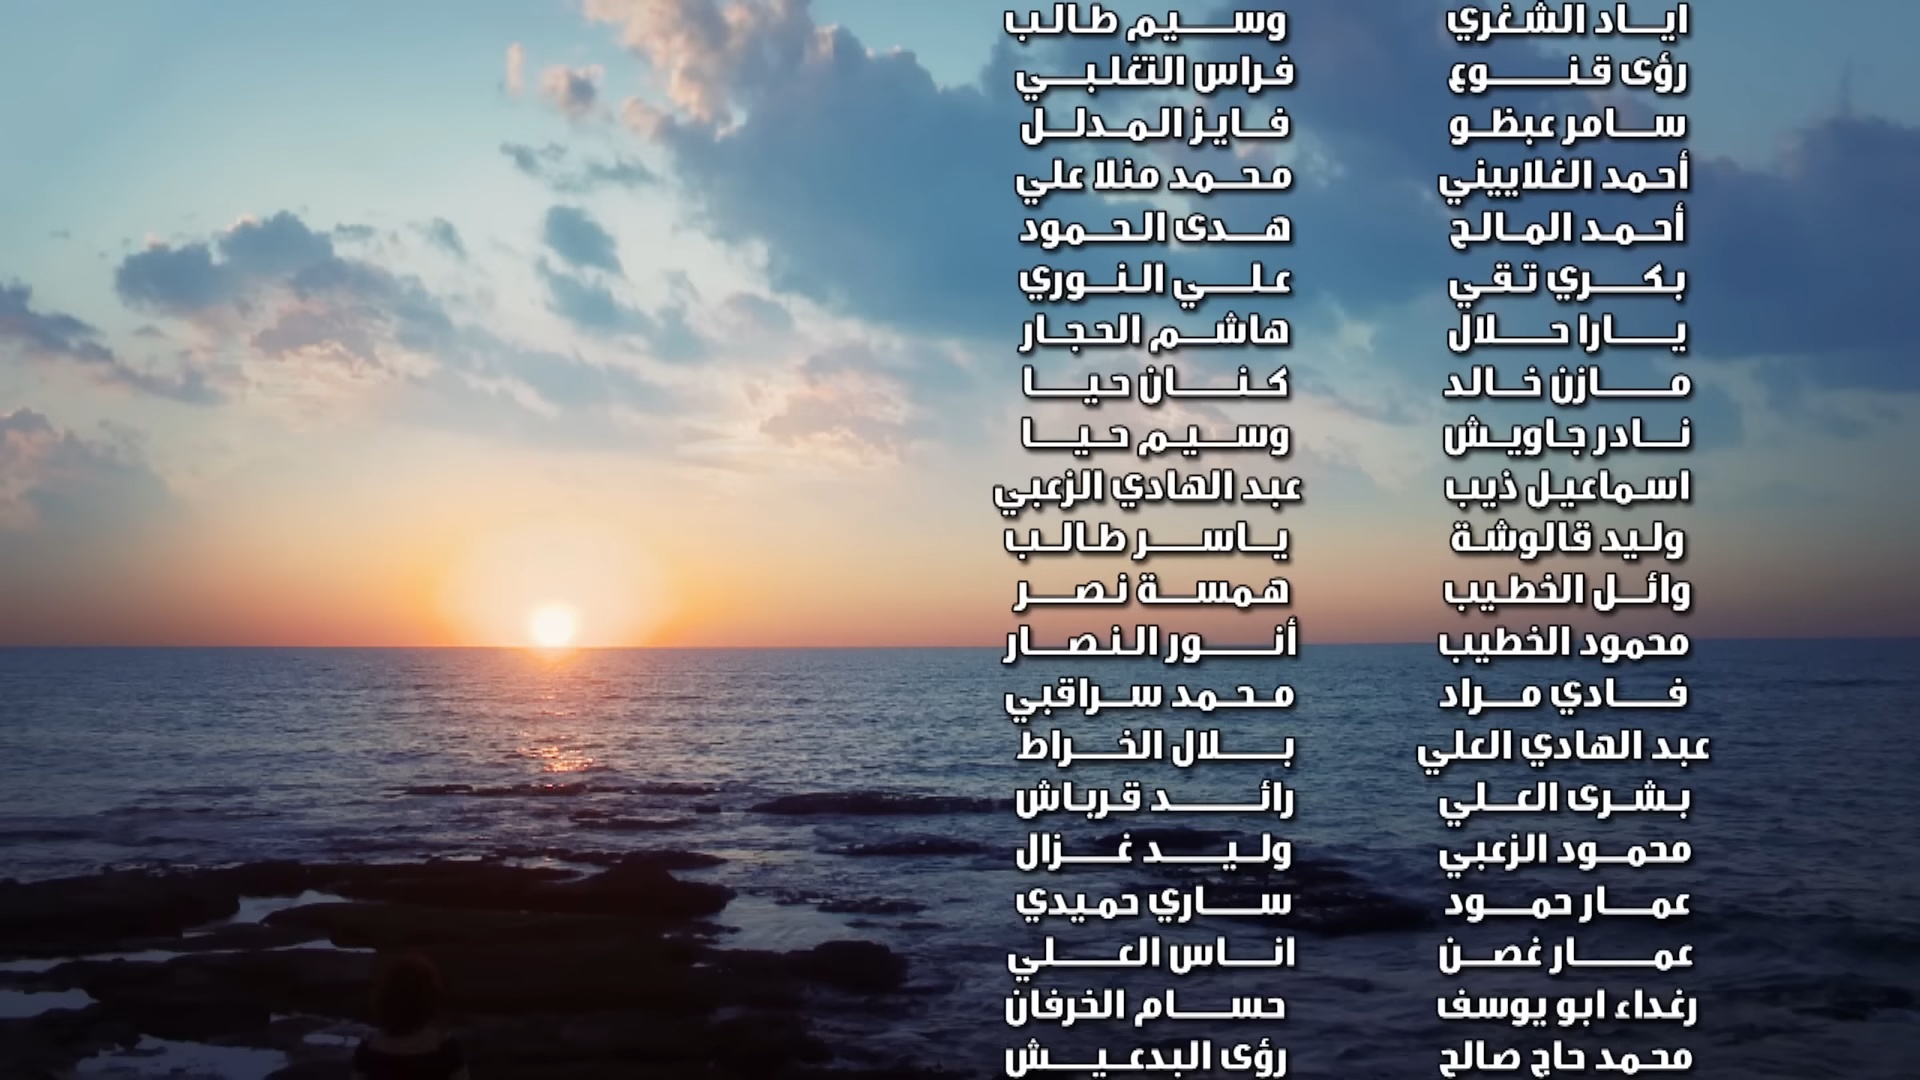 اياد الشغري
وسيم طالب
رؤى قنوع
فراس التغلبي
سامر عبظو
فايز المدلل
أحمد الغلاييني
محمد منلا علي
أحمد المالح
هدى الحمود
بكري تقي
علي النوري
يارا حلال
هاشم الحجار
مازن خالد
كنان حيا
نادر جاويش
وسيم حيا
اسماعيل ذيب
عبد الهادي الزعبي
وليد قالوشة
ياسر طالب
وائل الخطيب
همسة نصر
محمود الخطيب
أنور النصار
فادي مراد
محمد سراقبي
عبد الهادي العلي
بلال الخراط
بشرى العلي
رائد قرباش
محمود الزعبي
وليد غزال
عمار حمود
ساري حميدي
عمار غصن
اناس العلي
رغداء ابو يوسف
حسام الخرفان
محمد حاج صالح
رؤى البدعيش